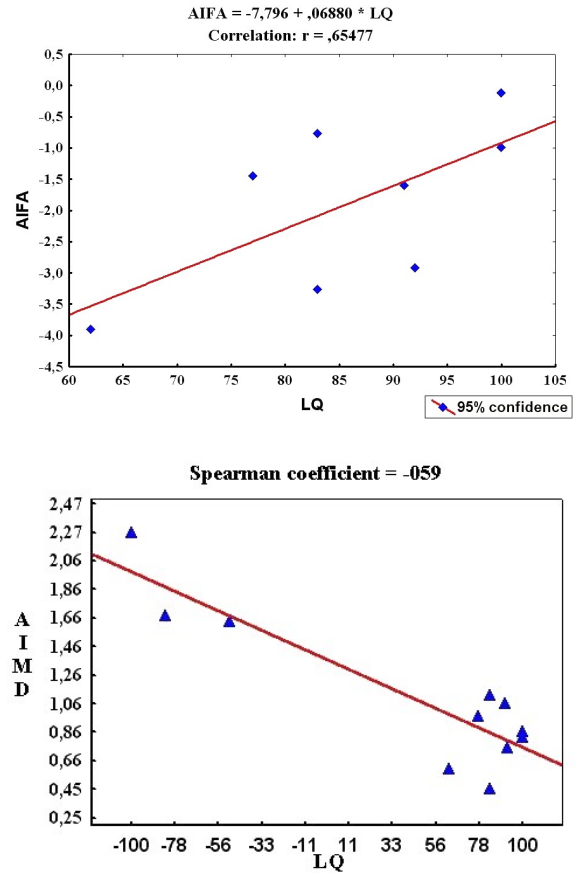 AIFA = -7,796 + ,06880 * LQ
Correlation: r = ,65477
0,5
0,0
-0,5
-1,0
-1,5
-2,0
-2,5
-3,0
-3,5
-4,0
-4,5
AIFA
60 65 70 75 80 85 90 95 100 105
LQ
95% confidence
Spearman coefficient = -059
2,47
2,27
2,06
1,86
1,66
1,46
1,26
1,06
0,86
0,66
0,45
0,25
A
I
M
D
-100 -78 -56 -33 -11 11 33 56 78 100
LQ